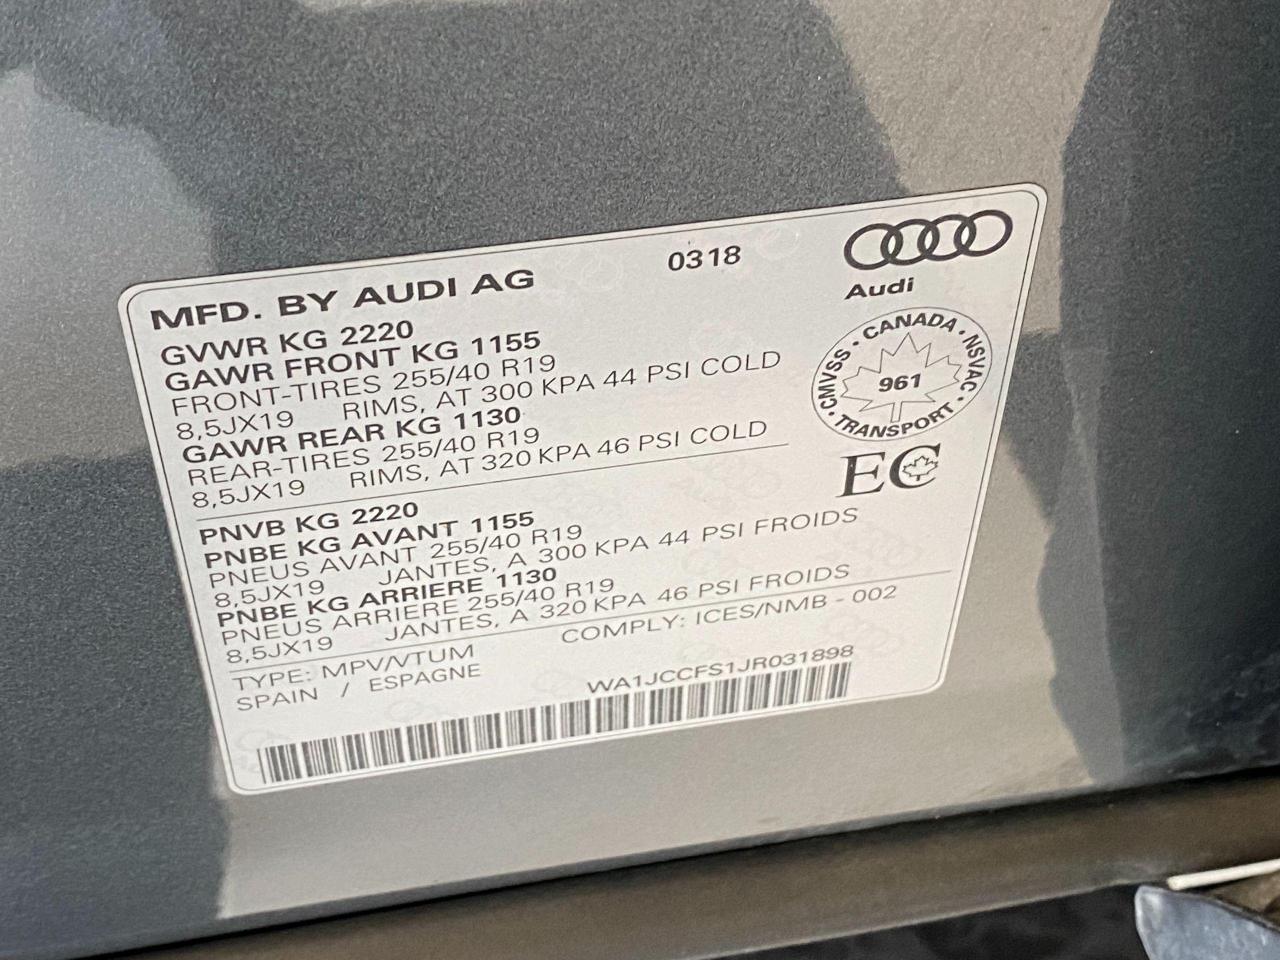 MFD. BY AUDI AG 0318
Audi
GVWR KG 2220
GAWR FRONT KG 1155
FRONT-TIRES 255/40 R19
8,5JX19 RIMS, AT 300 KPA 44 PSI COLD
GAWR REAR KG 1130
REAR-TIRES 255/40 R19
8,5JX19 RIMS, AT 320 KPA 46 PSI COLD
CMVSS · CANADA · NSVAC · TRANSPORT ·
961
EC
PNVB KG 2220
PNBE KG AVANT 1155
PNEUS AVANT 255/40 R19
8,5JX19 JANTES, A 300 KPA 44 PSI FROIDS
PNBE KG ARRIERE 1130
PNEUS ARRIERE 255/40 R19
8,5JX19 JANTES, A 320 KPA 46 PSI FROIDS
TYPE: MPV/VTUM COMPLY: ICES/NMB - 002
SPAIN / ESPAGNE
WA1JCCFS1JR031898